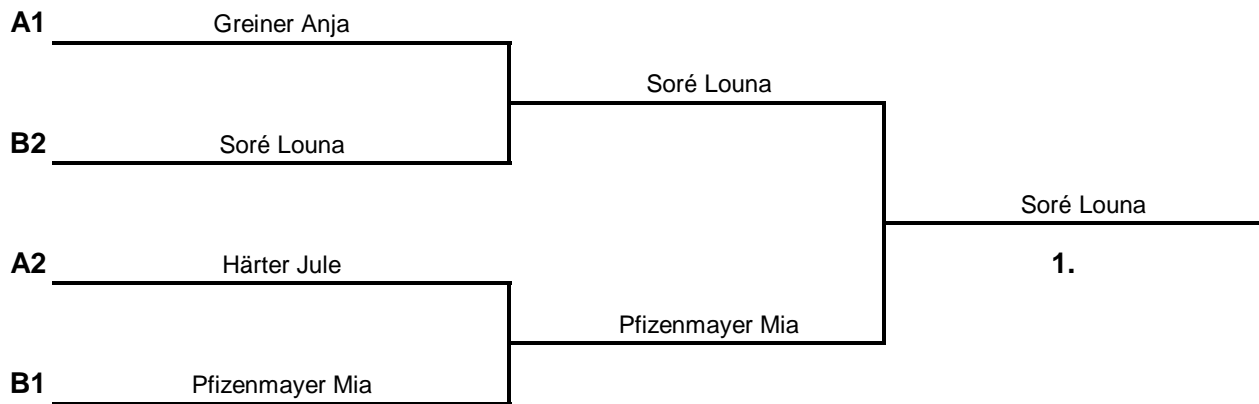 A1 Greiner Anja
Soré Louna
B2 Soré Louna
Soré Louna
A2 Härter Jule
1.
Pfizenmayer Mia
B1 Pfizenmayer Mia